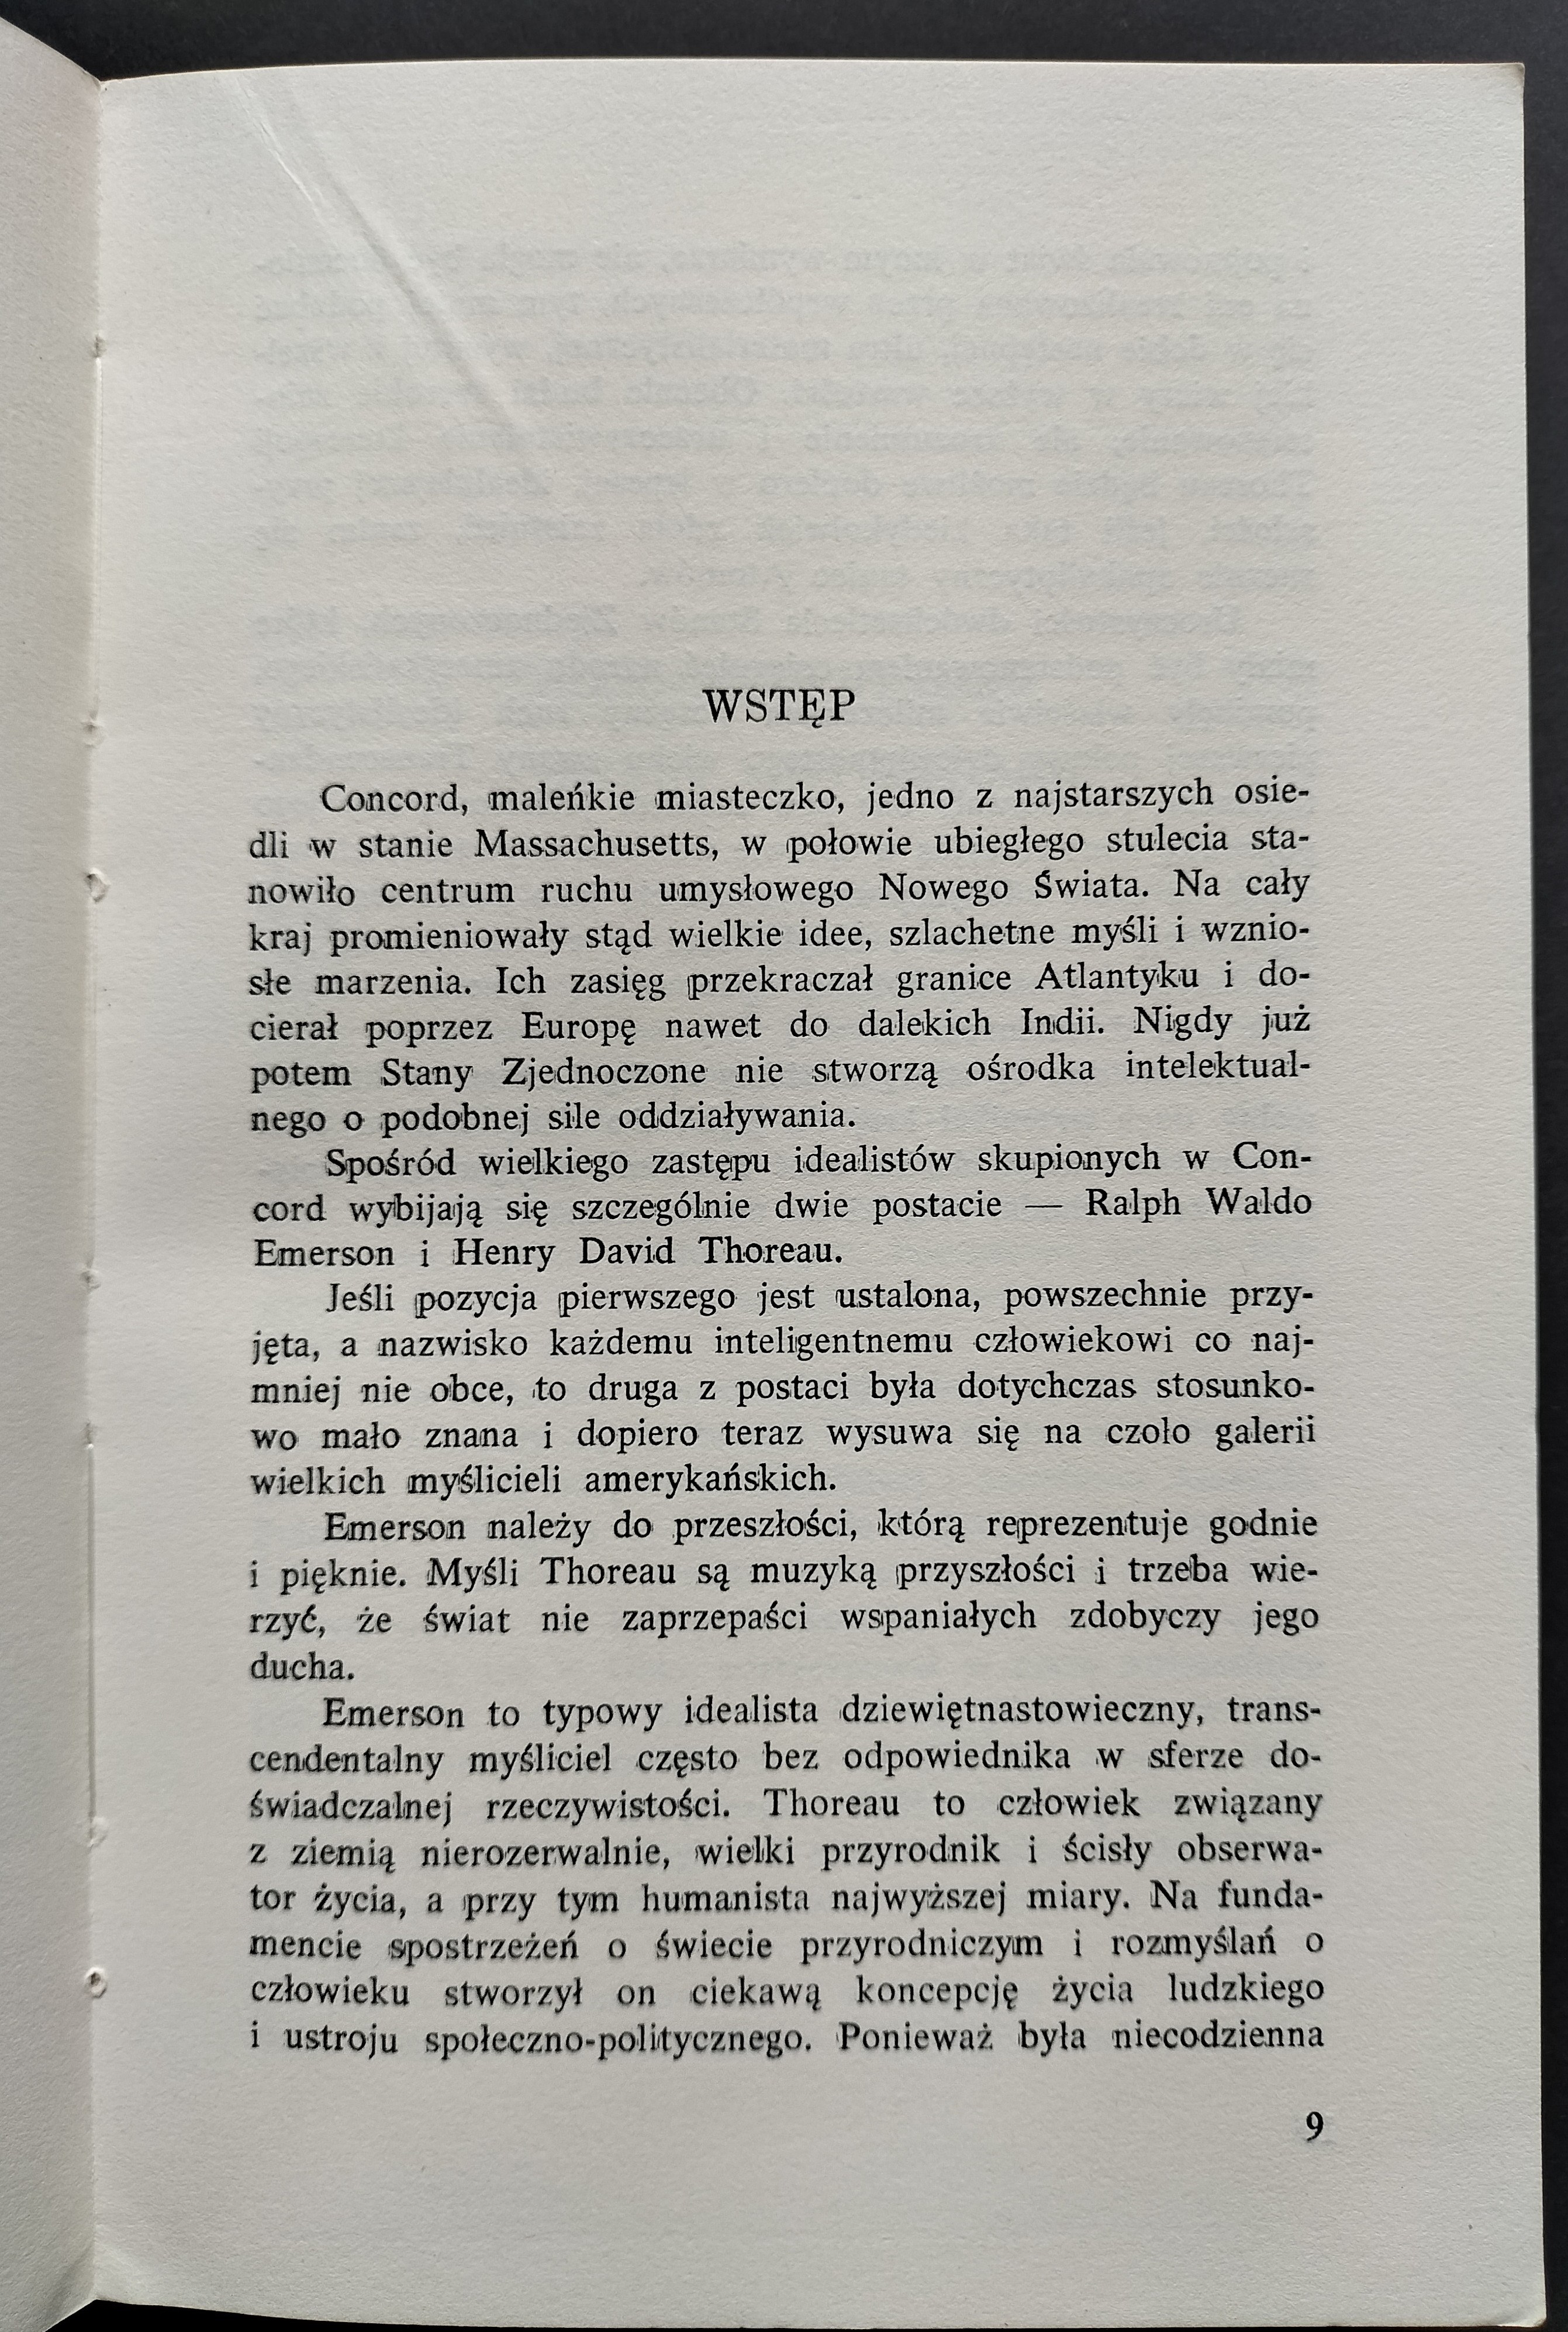 WSTĘP
Concord, maleńkie miasteczko, jedno z najstarszych osie-
dli w stanie Massachusetts, w połowie ubiegłego stulecia sta-
nowiło centrum ruchu umysłowego Nowego Świata. Na cały
kraj promieniowały stąd wielkie idee, szlachetne myśli i wznio-
słe marzenia. Ich zasięg przekraczał granice Atlantyku i do-
cierał poprzez Europę nawet do dalekich Indii. Nigdy już
potem Stany Zjednoczone nie stworzą ośrodka intelektual-
nego o podobnej sile oddziaływania.
Spośród wielkiego zastępu idealistów skupionych w Con-
cord wybijają się szczególnie dwie postacie — Ralph Waldo
Emerson i Henry David Thoreau.
Jeśli pozycja pierwszego jest ustalona, powszechnie przy-
jęta, a nazwisko każdemu inteligentnemu człowiekowi co naj-
mniej nie obce, to druga z postaci była dotychczas stosunko-
wo mało znana i dopiero teraz wysuwa się na czoło galerii
wielkich myślicieli amerykańskich.
Emerson należy do przeszłości, którą reprezentuje godnie
i pięknie. Myśli Thoreau są muzyką przyszłości i trzeba wie-
rzyć, że świat nie zaprzepaści wspaniałych zdobyczy jego
ducha.
Emerson to typowy idealista dziewiętnastowieczny, trans-
cendentalny myśliciel często bez odpowiednika w sferze do-
świadczalnej rzeczywistości. Thoreau to człowiek związany
z ziemią nierozerwalnie, wielki przyrodnik i ścisły obserwa-
tor życia, a przy tym humanista najwyższej miary. Na funda-
mencie spostrzeżeń o świecie przyrodniczym i rozmyślań o
człowieku stworzył on ciekawą koncepcję życia ludzkiego
i ustroju społeczno-politycznego. Ponieważ była niecodzienna
9